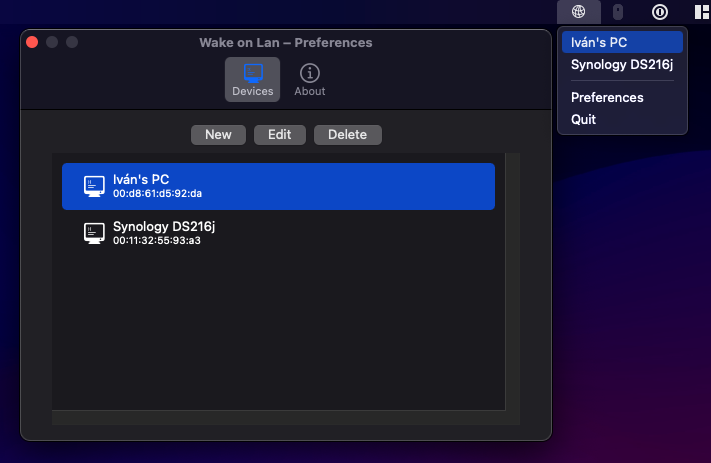 Wake on Lan – Preferences
Devices
About
New
Edit
Delete
Iván's PC
00:d8:61:d5:92:da
Synology DS216j
00:11:32:55:93:a3
Iván's PC
Synology DS216j
Preferences
Quit